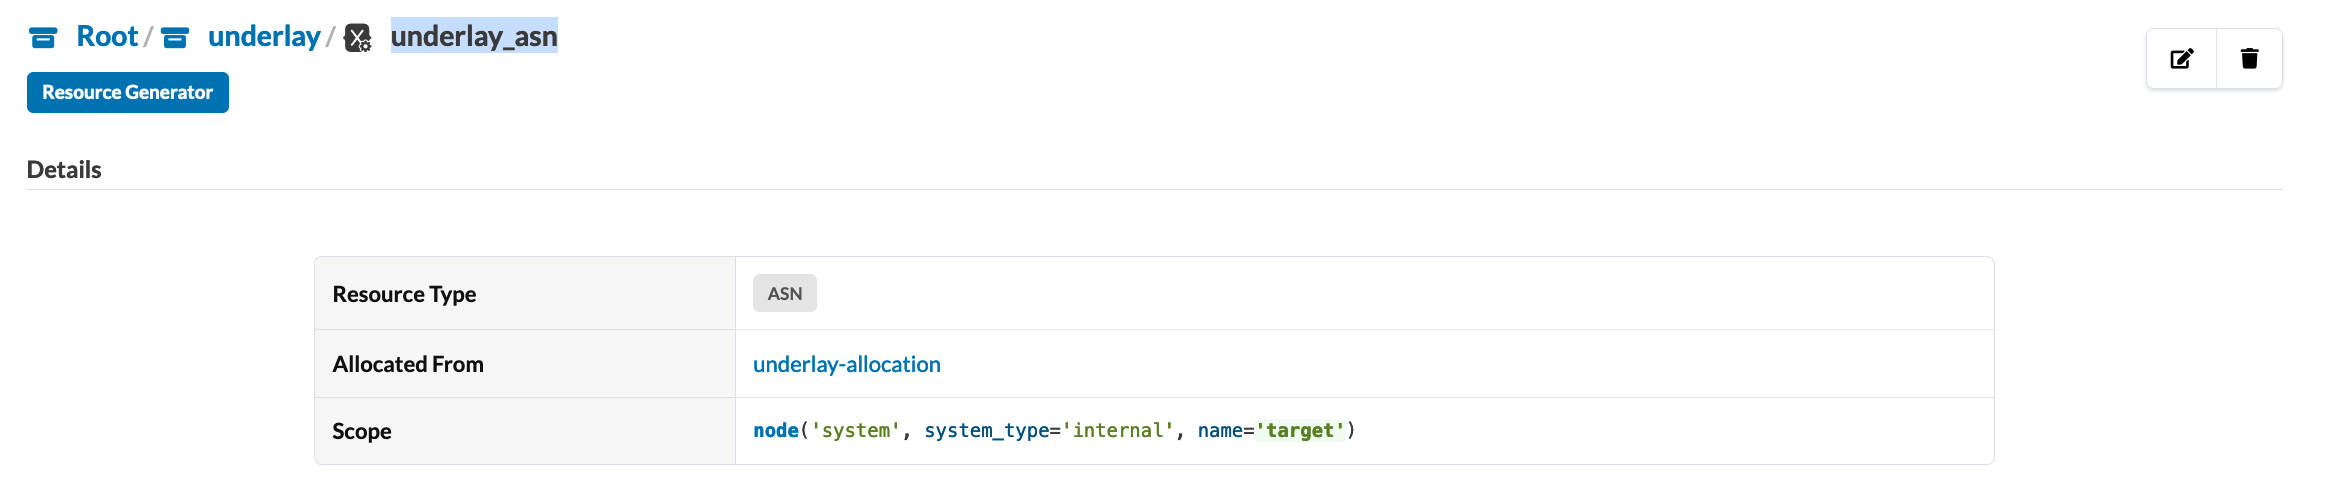 Root / underlay / underlay_asn
Resource Generator
Details
Resource Type ASN
Allocated From underlay-allocation
Scope node('system', system_type='internal', name='target')